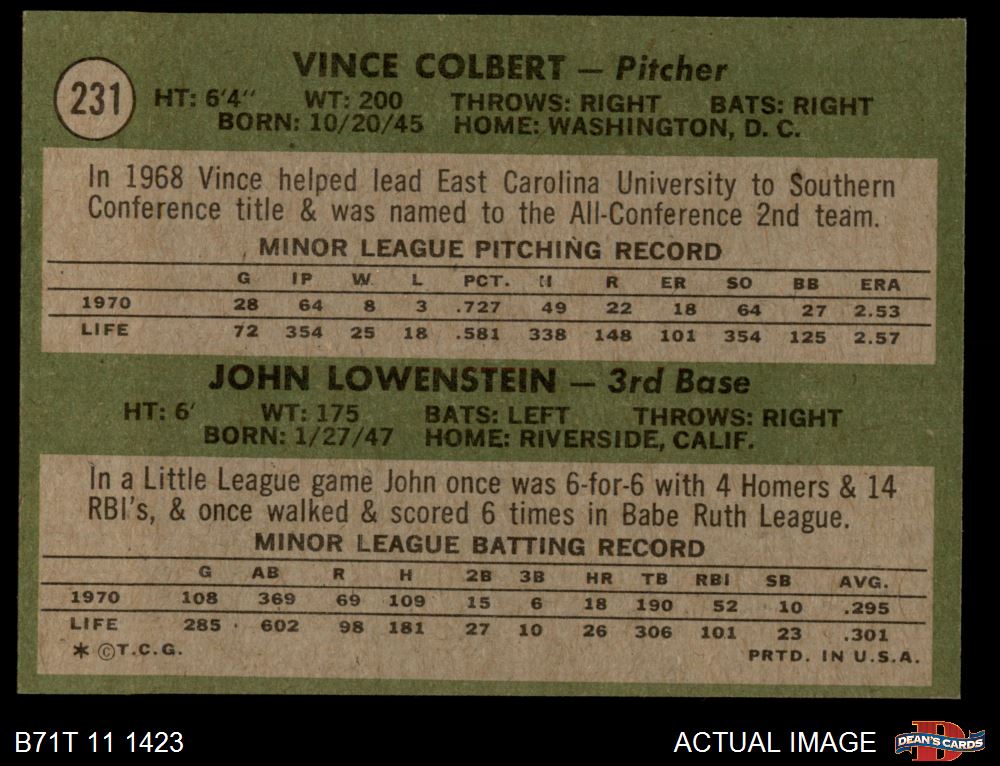 231
VINCE COLBERT — Pitcher
HT: 6'4" WT: 200 THROWS: RIGHT BATS: RIGHT
BORN: 10/20/45 HOME: WASHINGTON, D. C.
In 1968 Vince helped lead East Carolina University to Southern
Conference title & was named to the All-Conference 2nd team.
MINOR LEAGUE PITCHING RECORD
G IP W L PCT. H R ER SO BB ERA
1970 28 64 8 3 .727 49 22 18 64 27 2.53
LIFE 72 354 25 18 .581 338 148 101 354 125 2.57
JOHN LOWENSTEIN — 3rd Base
HT: 6' WT: 175 BATS: LEFT THROWS: RIGHT
BORN: 1/27/47 HOME: RIVERSIDE, CALIF.
In a Little League game John once was 6-for-6 with 4 Homers & 14
RBI's, & once walked & scored 6 times in Babe Ruth League.
MINOR LEAGUE BATTING RECORD
G AB R H 2B 3B HR TB RBI SB AVG.
1970 108 369 69 109 15 6 18 190 52 10 .295
LIFE 285 602 98 181 27 10 26 306 101 23 .301
* ©T.C.G. PRTD. IN U.S.A.
B71T 11 1423 ACTUAL IMAGE DEAN'S CARDS